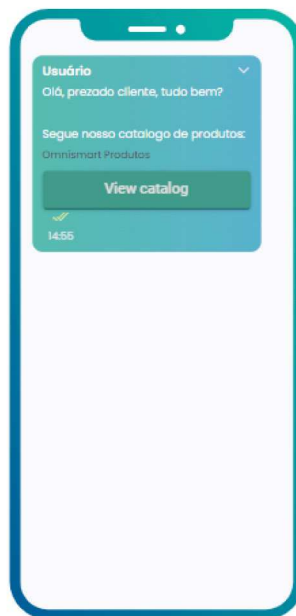 Usuário
Olá, prezado cliente, tudo bem?
Segue nosso catalogo de produtos:
Omnismart Produtos
View catalog
14:55